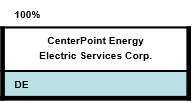 100%
CenterPoint Energy
Electric Services Corp.
DE